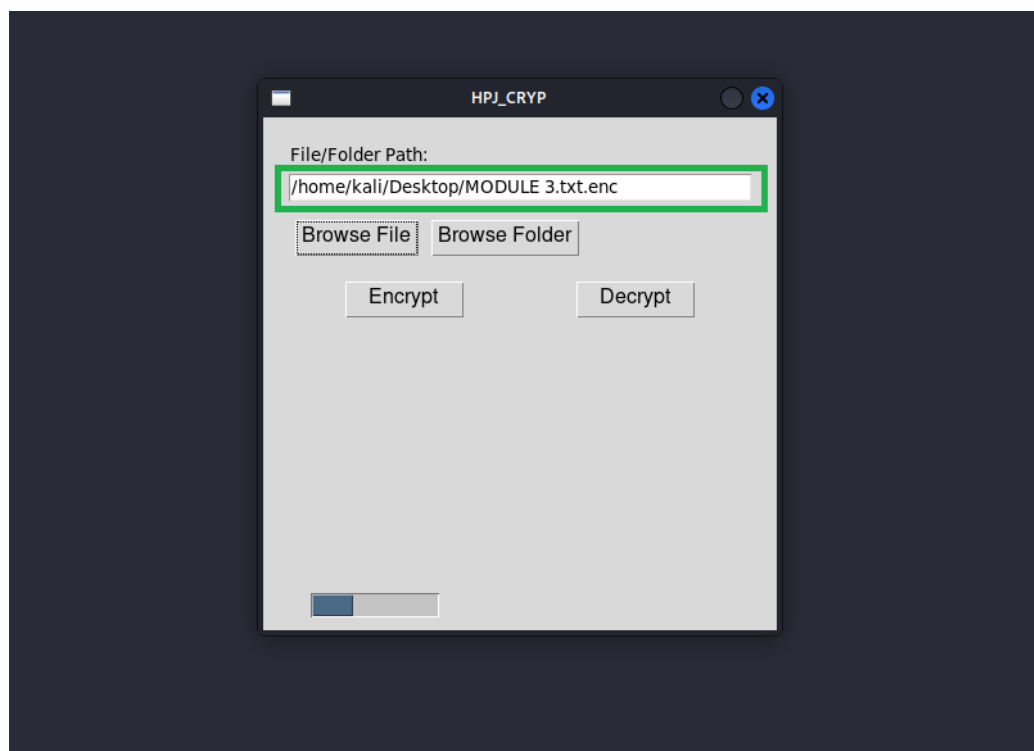 HPJ_CRYP
File/Folder Path:
/home/kali/Desktop/MODULE 3.txt.enc
Browse File Browse Folder
Encrypt Decrypt